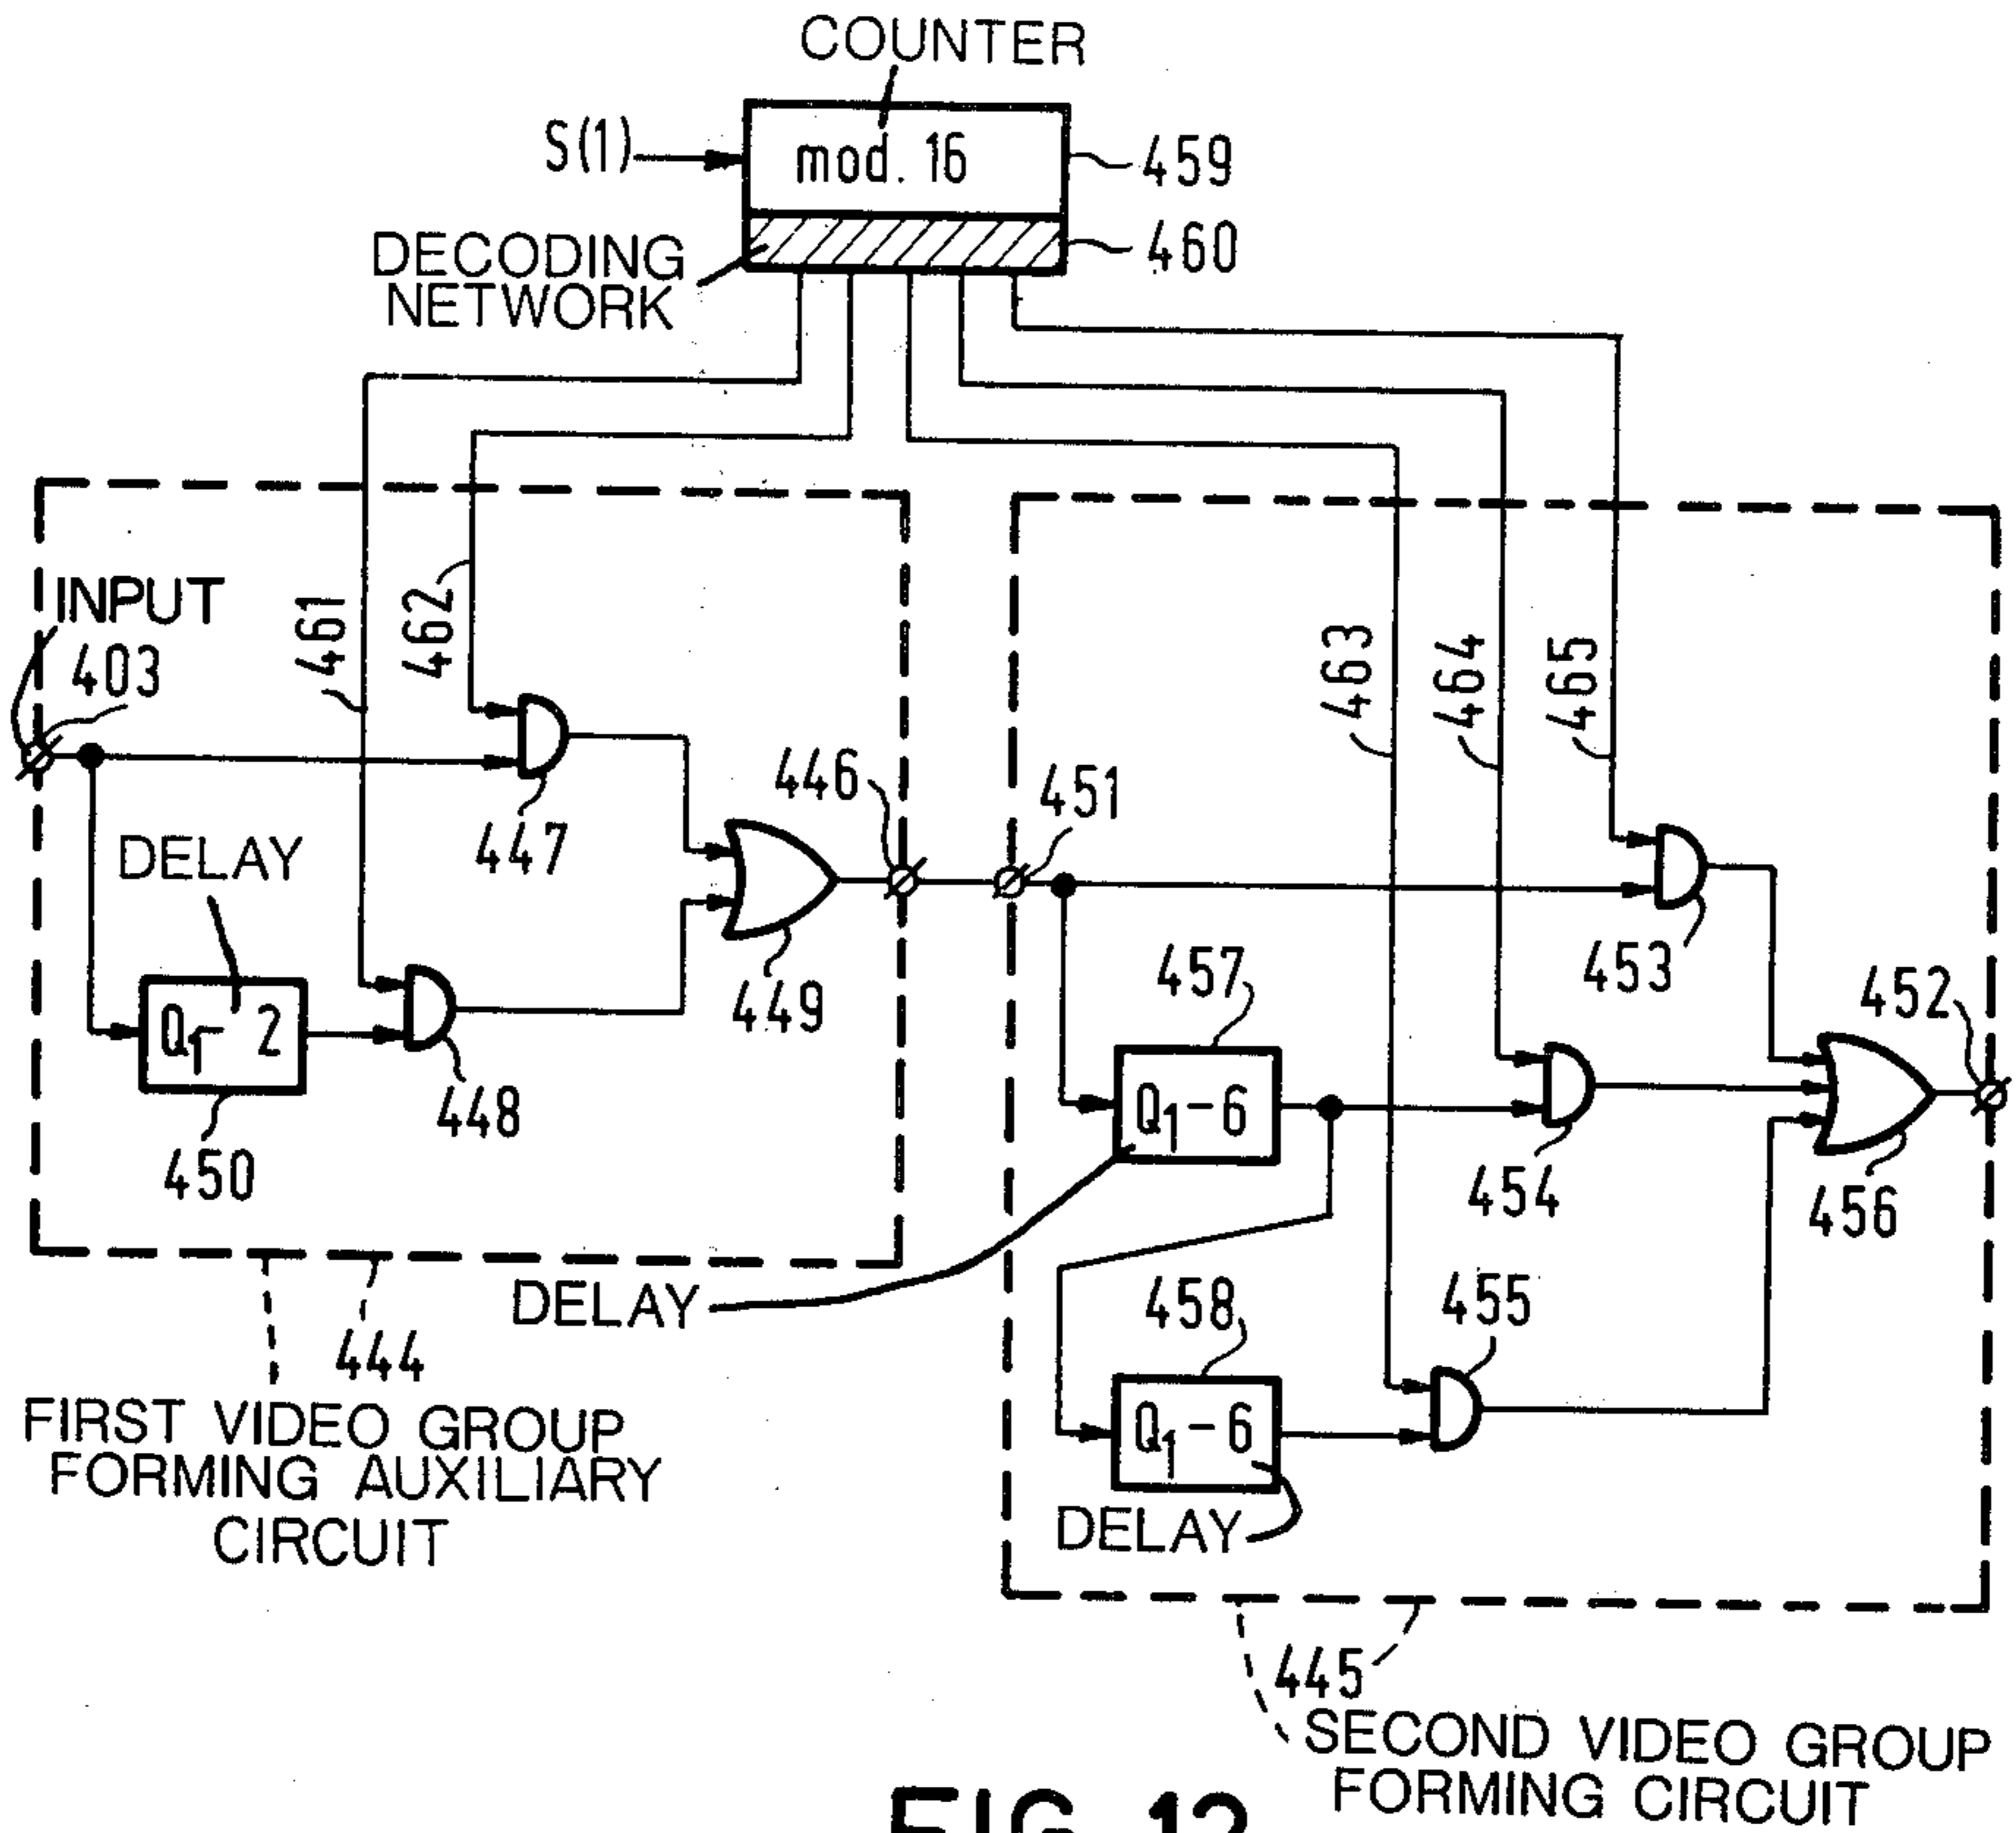 COUNTER
S(1)
mod. 16
459
DECODING
NETWORK
460
INPUT
403
461
462
463
464
465
447
446
451
DELAY
449
453
Q1- 2
448
450
457
Q1-6
454
452
456
444
DELAY
458
455
Q1-6
DELAY
FIRST VIDEO GROUP
FORMING AUXILIARY
CIRCUIT
445
SECOND VIDEO GROUP
FORMING CIRCUIT